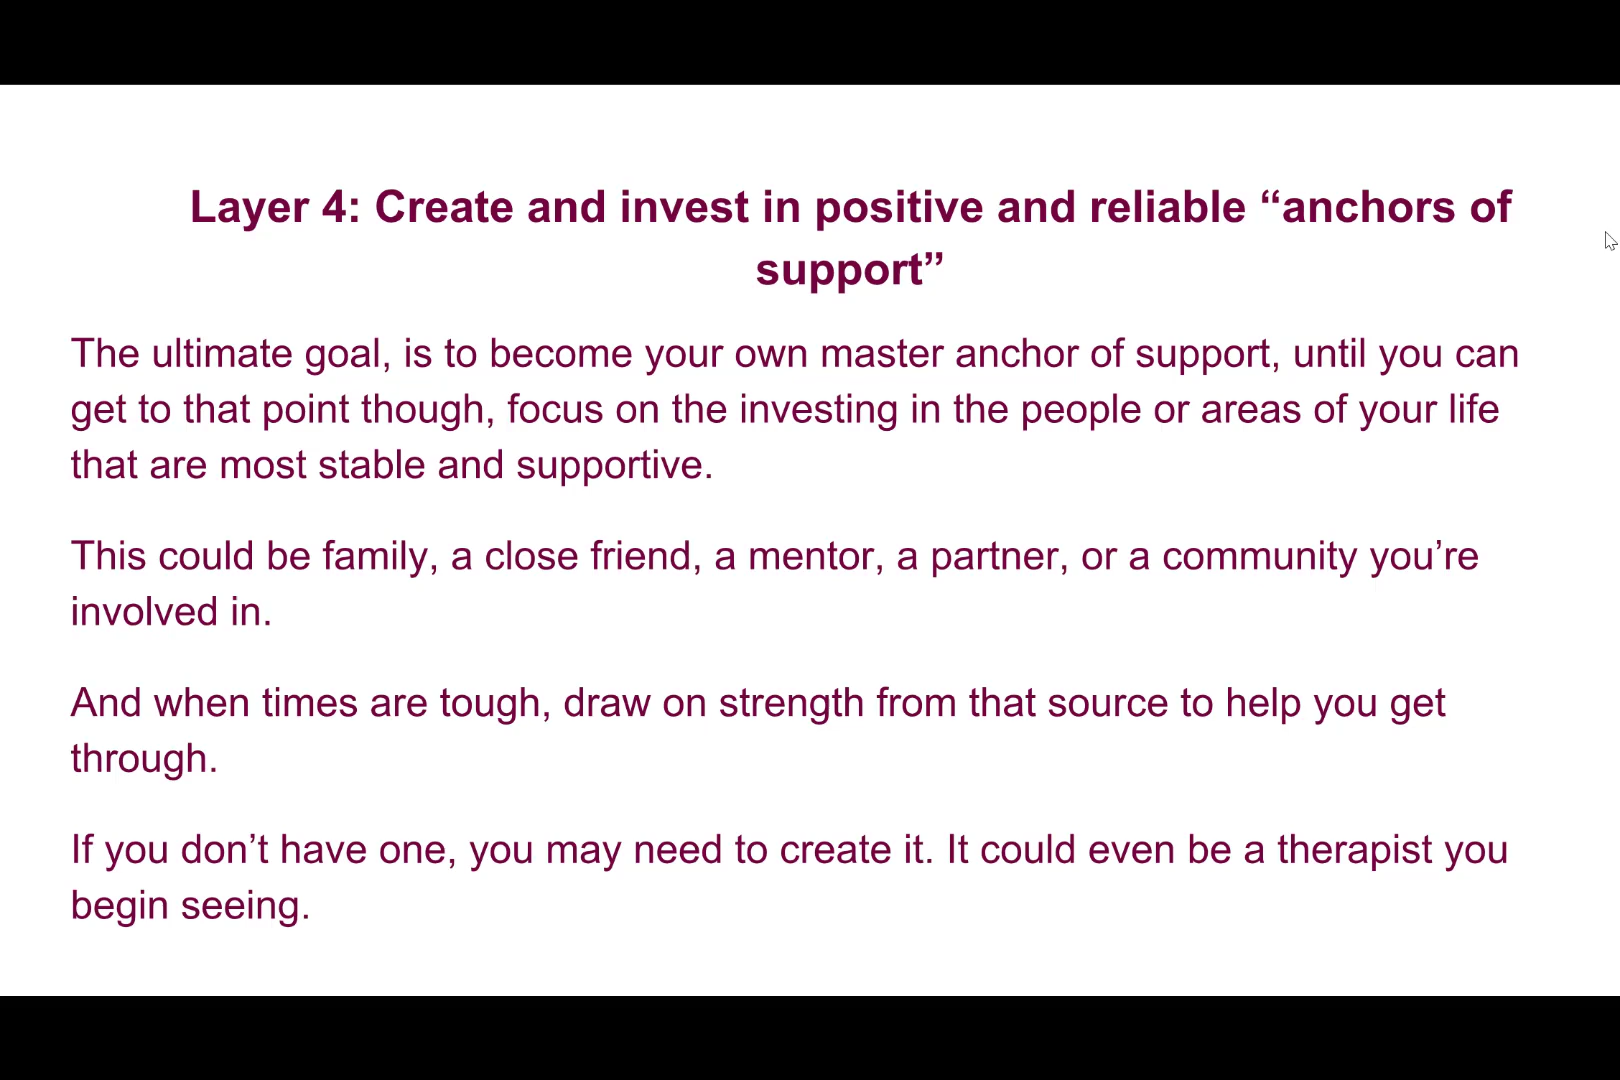 Layer 4: Create and invest in positive and reliable “anchors of
support”
The ultimate goal, is to become your own master anchor of support, until you can
get to that point though, focus on the investing in the people or areas of your life
that are most stable and supportive.
This could be family, a close friend, a mentor, a partner, or a community you’re
involved in.
And when times are tough, draw on strength from that source to help you get
through.
If you don’t have one, you may need to create it. It could even be a therapist you
begin seeing.